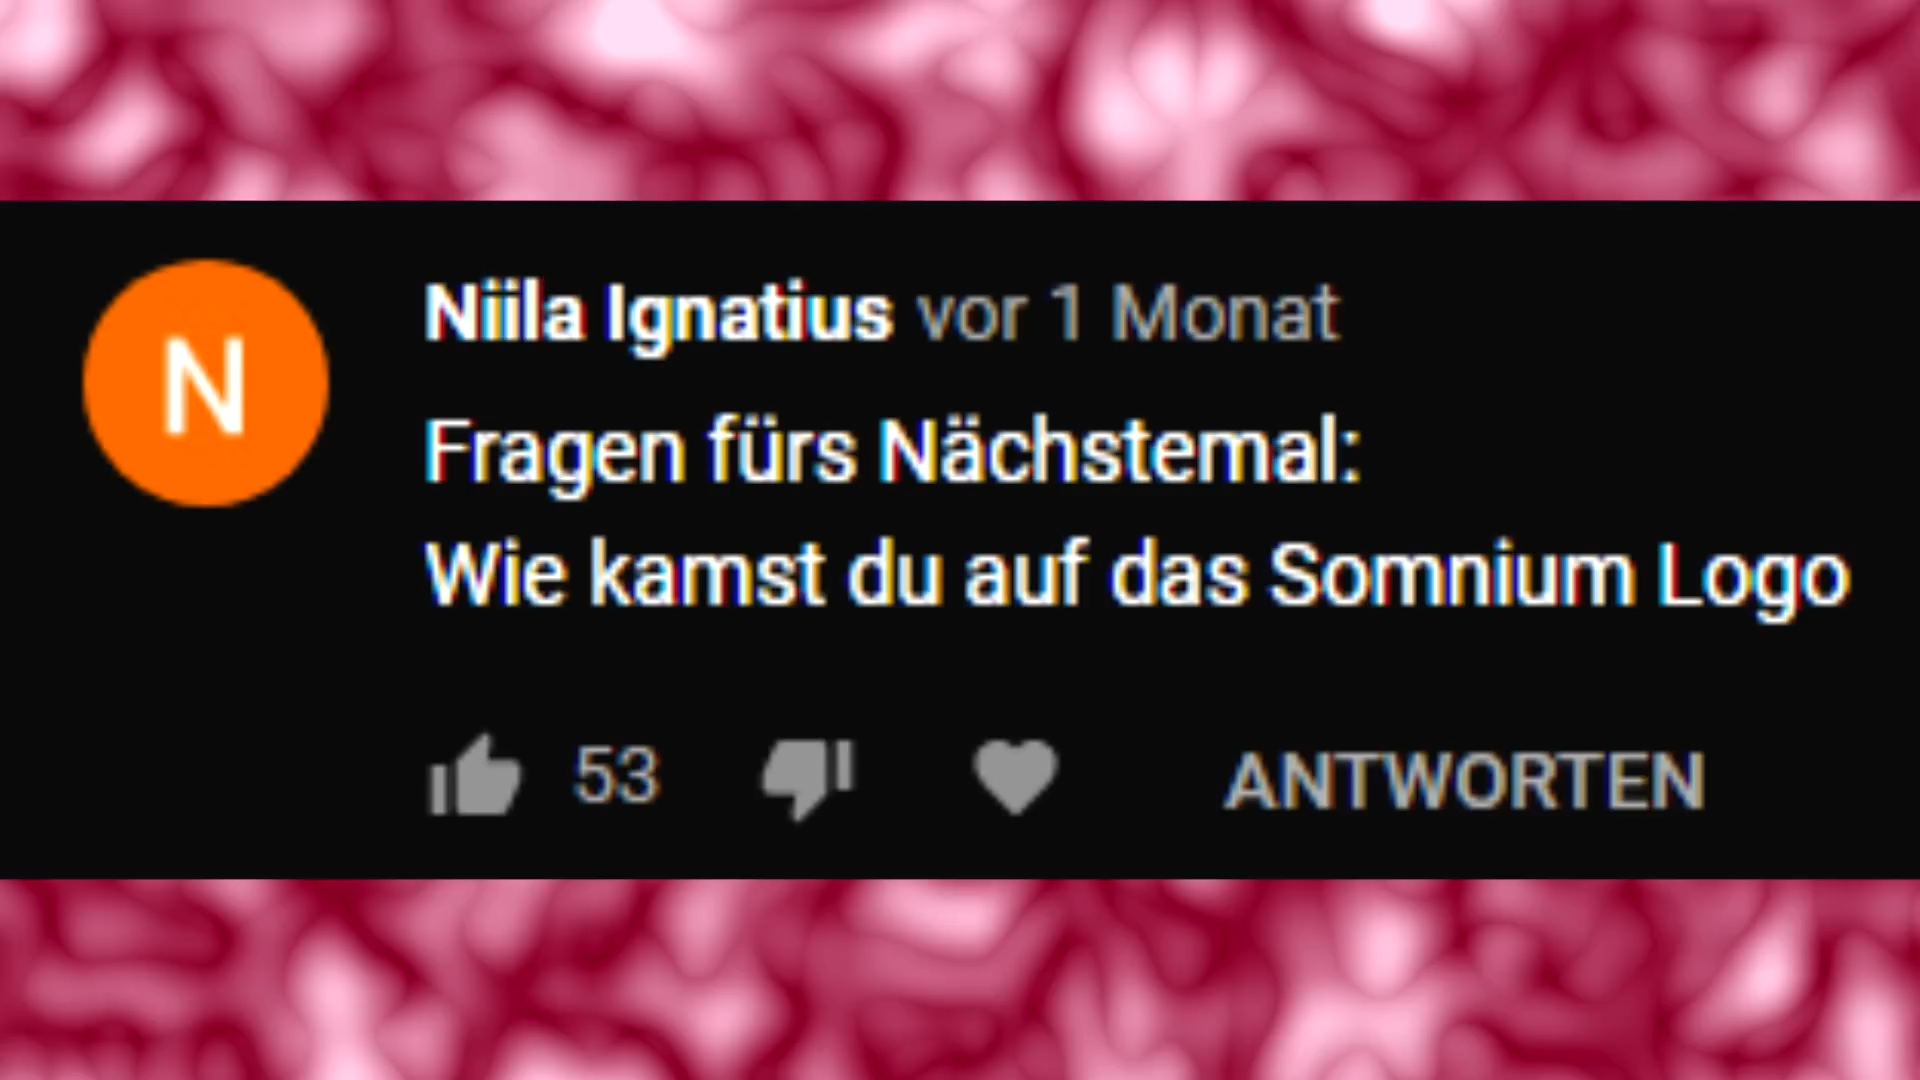 N
Niila Ignatius vor 1 Monat
Fragen fürs Nächstemal:
Wie kamst du auf das Somnium Logo
53 ANTWORTEN